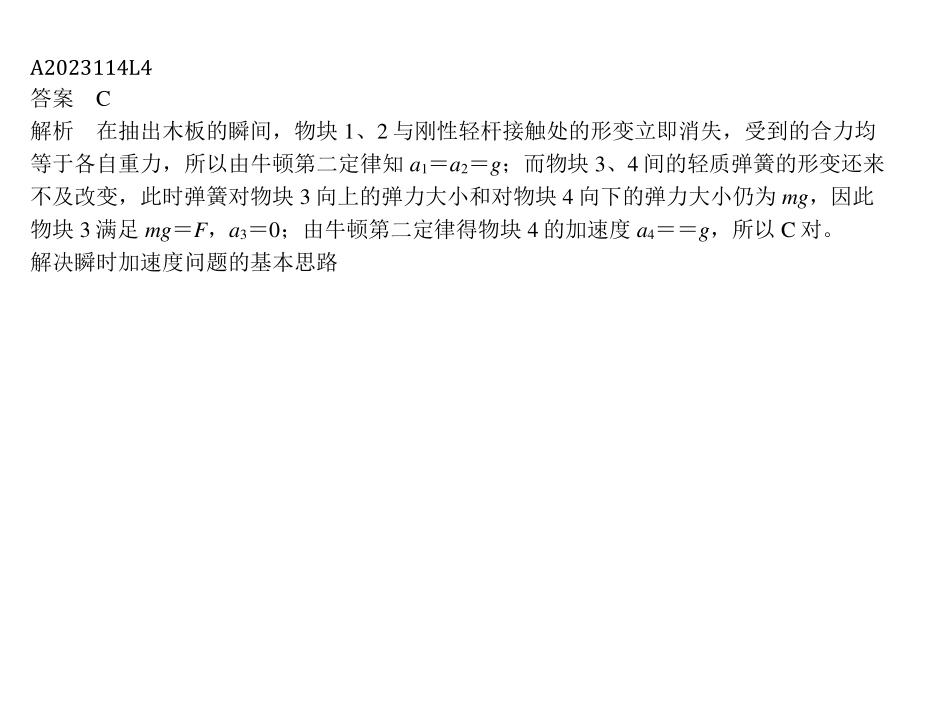 A2023114L4
答案　C
解析　在抽出木板的瞬间，物块 1、2 与刚性轻杆接触处的形变立即消失，受到的合力均
等于各自重力，所以由牛顿第二定律知 a₁＝a₂＝g；而物块 3、4 间的轻质弹簧的形变还来
不及改变，此时弹簧对物块 3 向上的弹力大小和对物块 4 向下的弹力大小仍为 mg，因此
物块 3 满足 mg＝F，a₃＝0；由牛顿第二定律得物块 4 的加速度 a₄＝＝g，所以 C 对。
解决瞬时加速度问题的基本思路